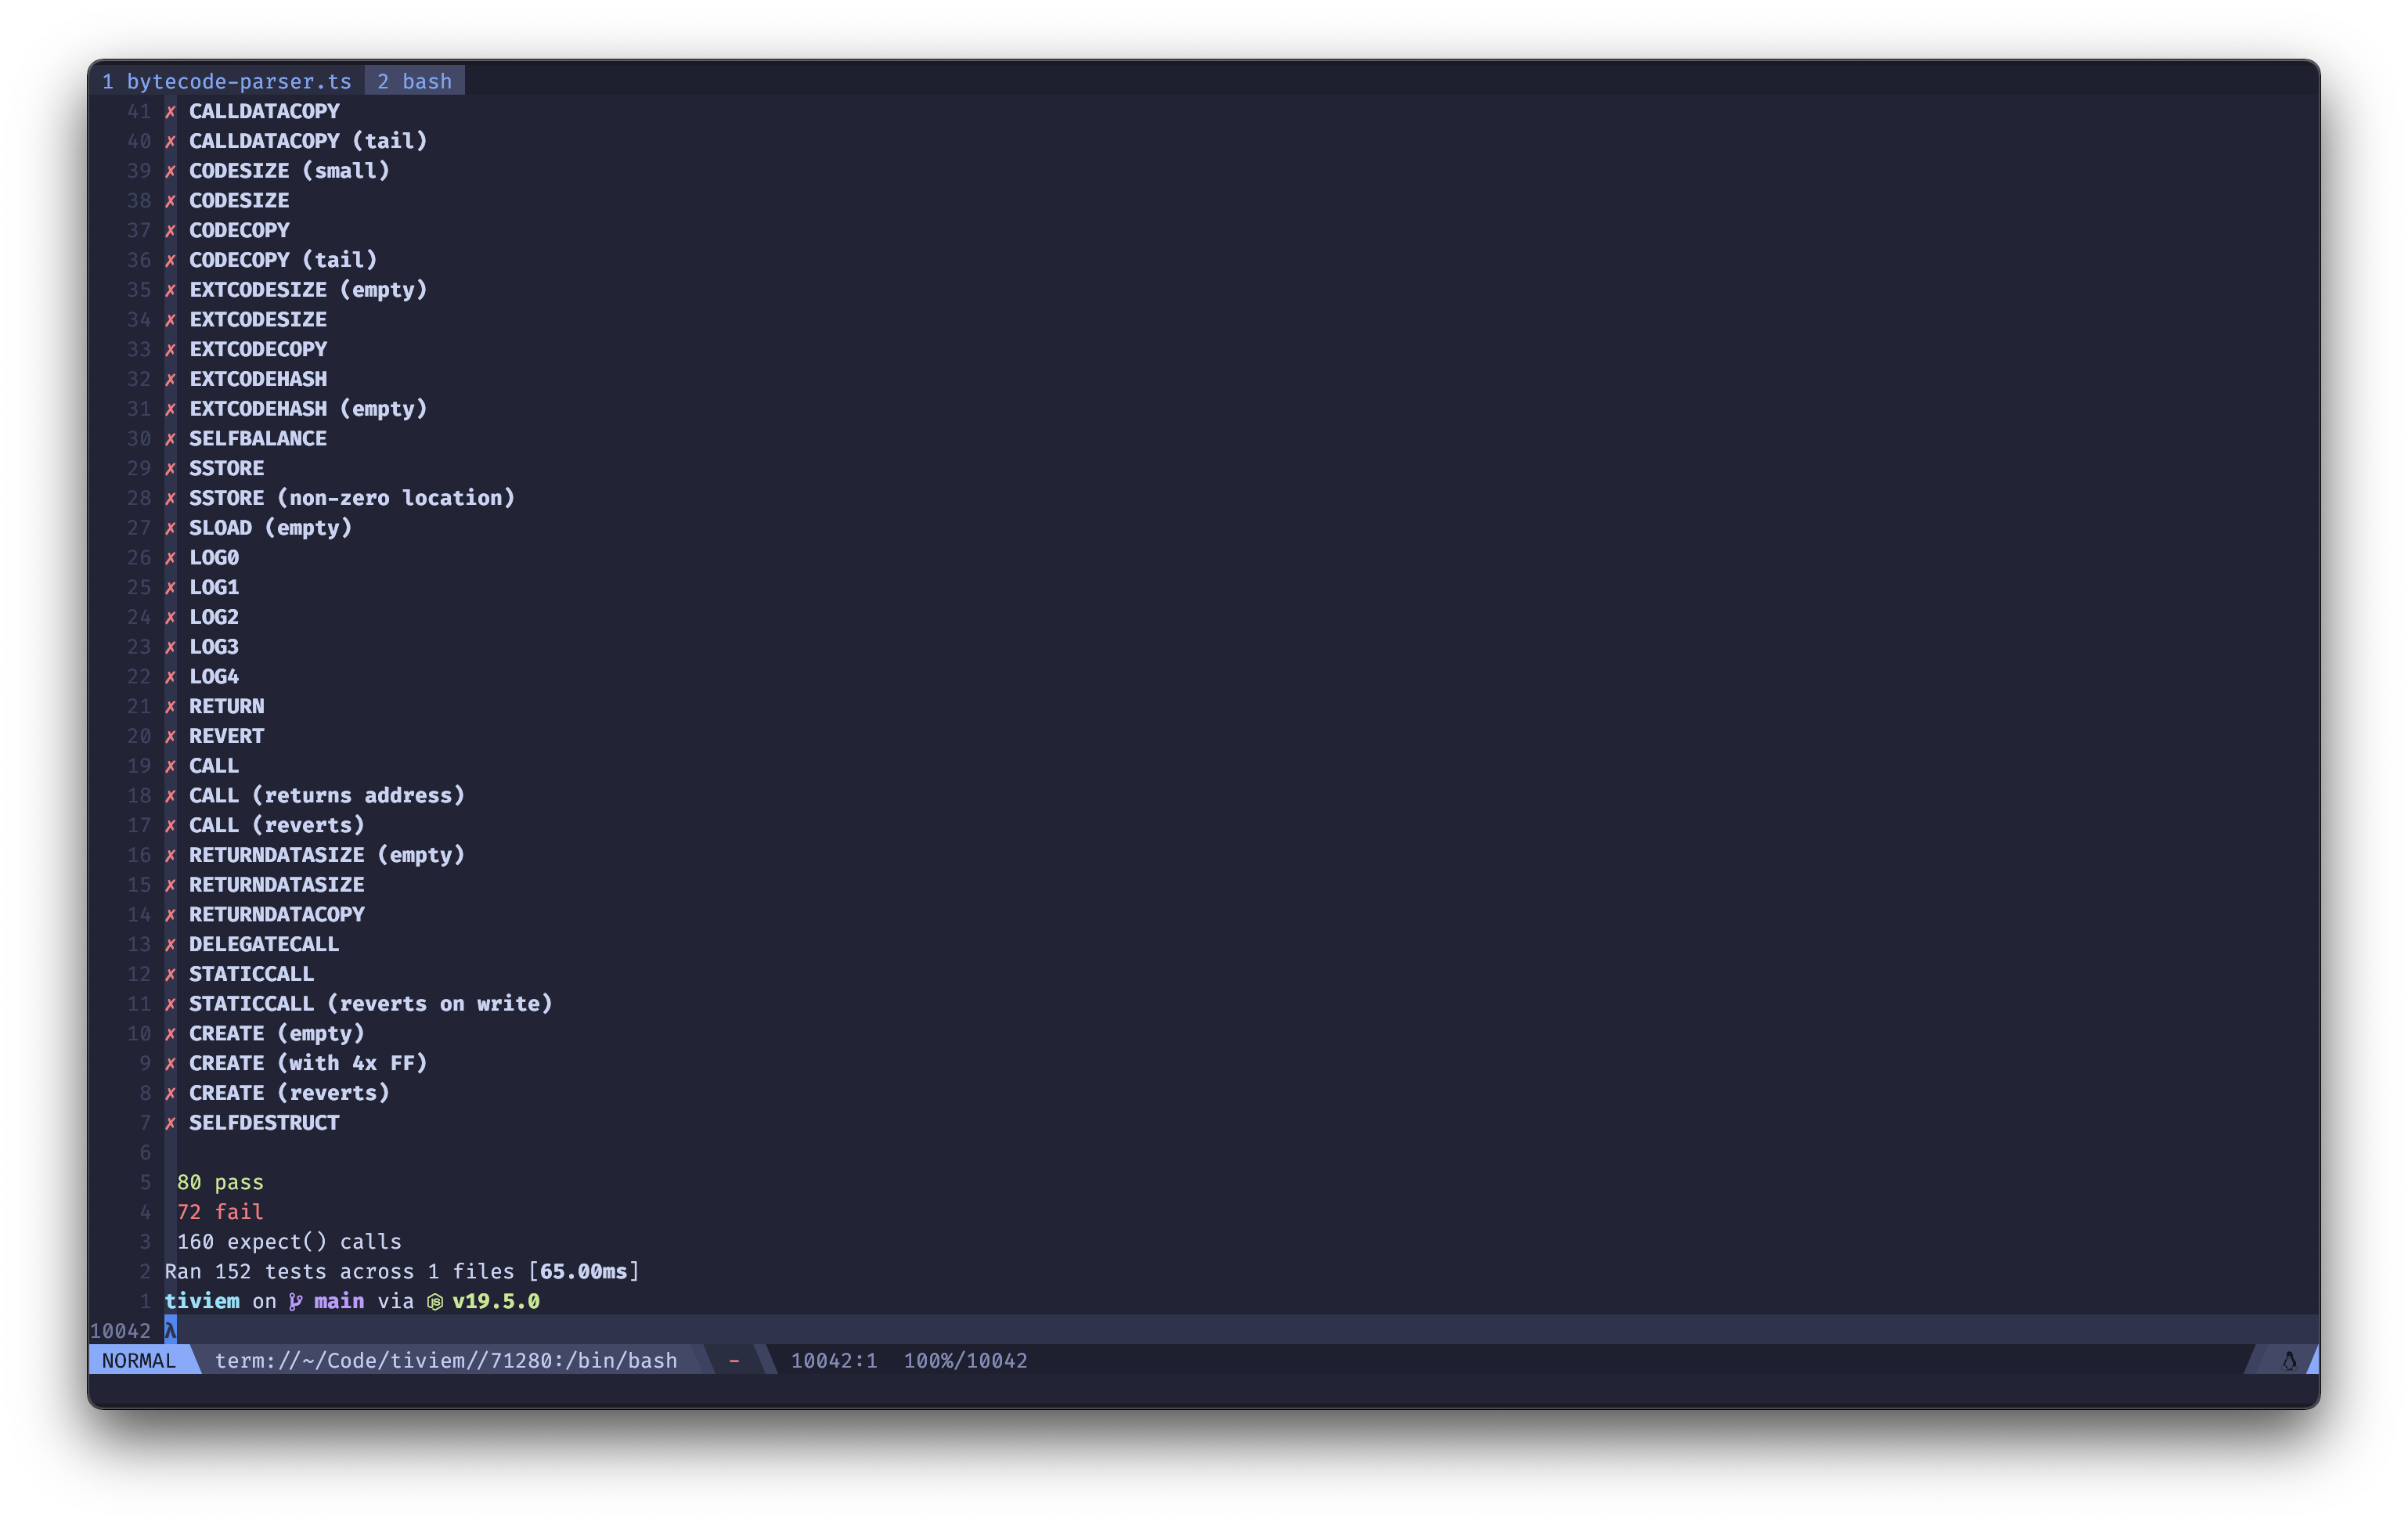 1 bytecode-parser.ts 2 bash
41 ✗ CALLDATACOPY
40 ✗ CALLDATACOPY (tail)
39 ✗ CODESIZE (small)
38 ✗ CODESIZE
37 ✗ CODECOPY
36 ✗ CODECOPY (tail)
35 ✗ EXTCODESIZE (empty)
34 ✗ EXTCODESIZE
33 ✗ EXTCODECOPY
32 ✗ EXTCODEHASH
31 ✗ EXTCODEHASH (empty)
30 ✗ SELFBALANCE
29 ✗ SSTORE
28 ✗ SSTORE (non-zero location)
27 ✗ SLOAD (empty)
26 ✗ LOG0
25 ✗ LOG1
24 ✗ LOG2
23 ✗ LOG3
22 ✗ LOG4
21 ✗ RETURN
20 ✗ REVERT
19 ✗ CALL
18 ✗ CALL (returns address)
17 ✗ CALL (reverts)
16 ✗ RETURNDATASIZE (empty)
15 ✗ RETURNDATASIZE
14 ✗ RETURNDATACOPY
13 ✗ DELEGATECALL
12 ✗ STATICCALL
11 ✗ STATICCALL (reverts on write)
10 ✗ CREATE (empty)
9 ✗ CREATE (with 4x FF)
8 ✗ CREATE (reverts)
7 ✗ SELFDESTRUCT
6
5 80 pass
4 72 fail
3 160 expect() calls
2 Ran 152 tests across 1 files [65.00ms]
1 tiviem on main via v19.5.0
10042 λ
NORMAL term://~/Code/tiviem//71280:/bin/bash - 10042:1 100%/10042